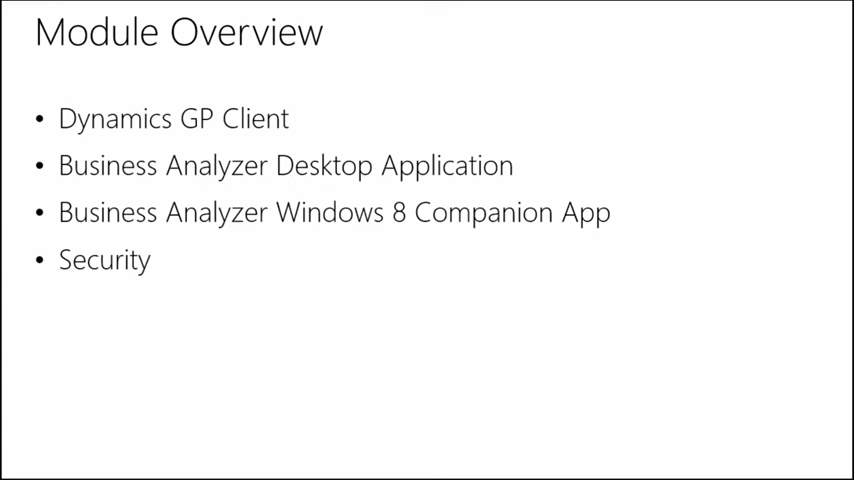 Module Overview
• Dynamics GP Client
• Business Analyzer Desktop Application
• Business Analyzer Windows 8 Companion App
• Security